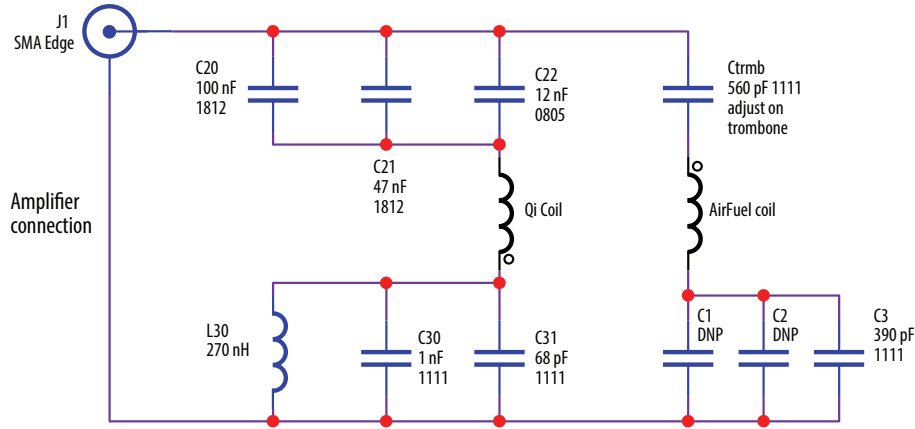 J1
SMA Edge
C20
100 nF
1812
C22
12 nF
0805
Ctrmb
560 pF 1111
adjust on
trombone
C21
47 nF
1812
Amplifier
connection
Qi Coil
AirFuel coil
L30
270 nH
C30
1 nF
1111
C31
68 pF
1111
C1
DNP
C2
DNP
C3
390 pF
1111